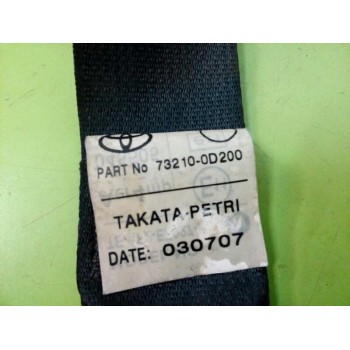 PART No 73210-0D200
TAKATA-PETRI
DATE: 030707